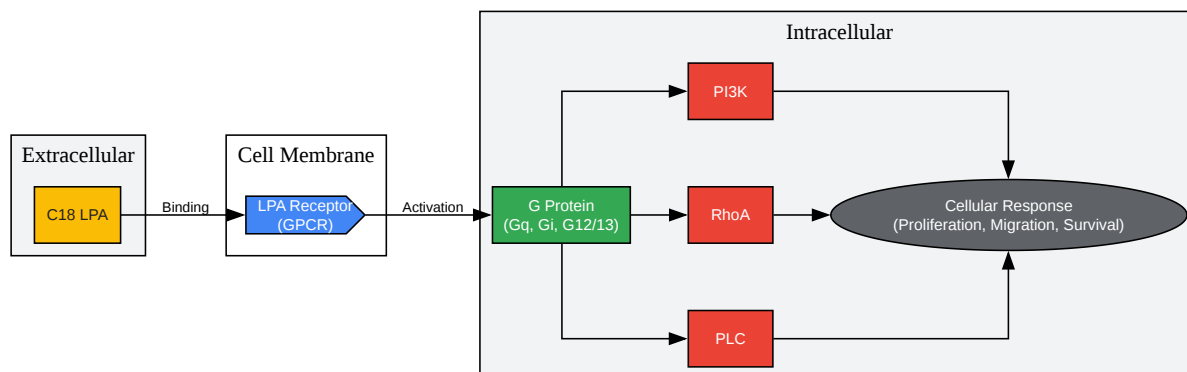 Intracellular
PI3K
Extracellular
Cell Membrane
C18 LPA
Binding
LPA Receptor
(GPCR)
Activation
G Protein
(Gq, Gi, G12/13)
RhoA
Cellular Response
(Proliferation, Migration, Survival)
PLC